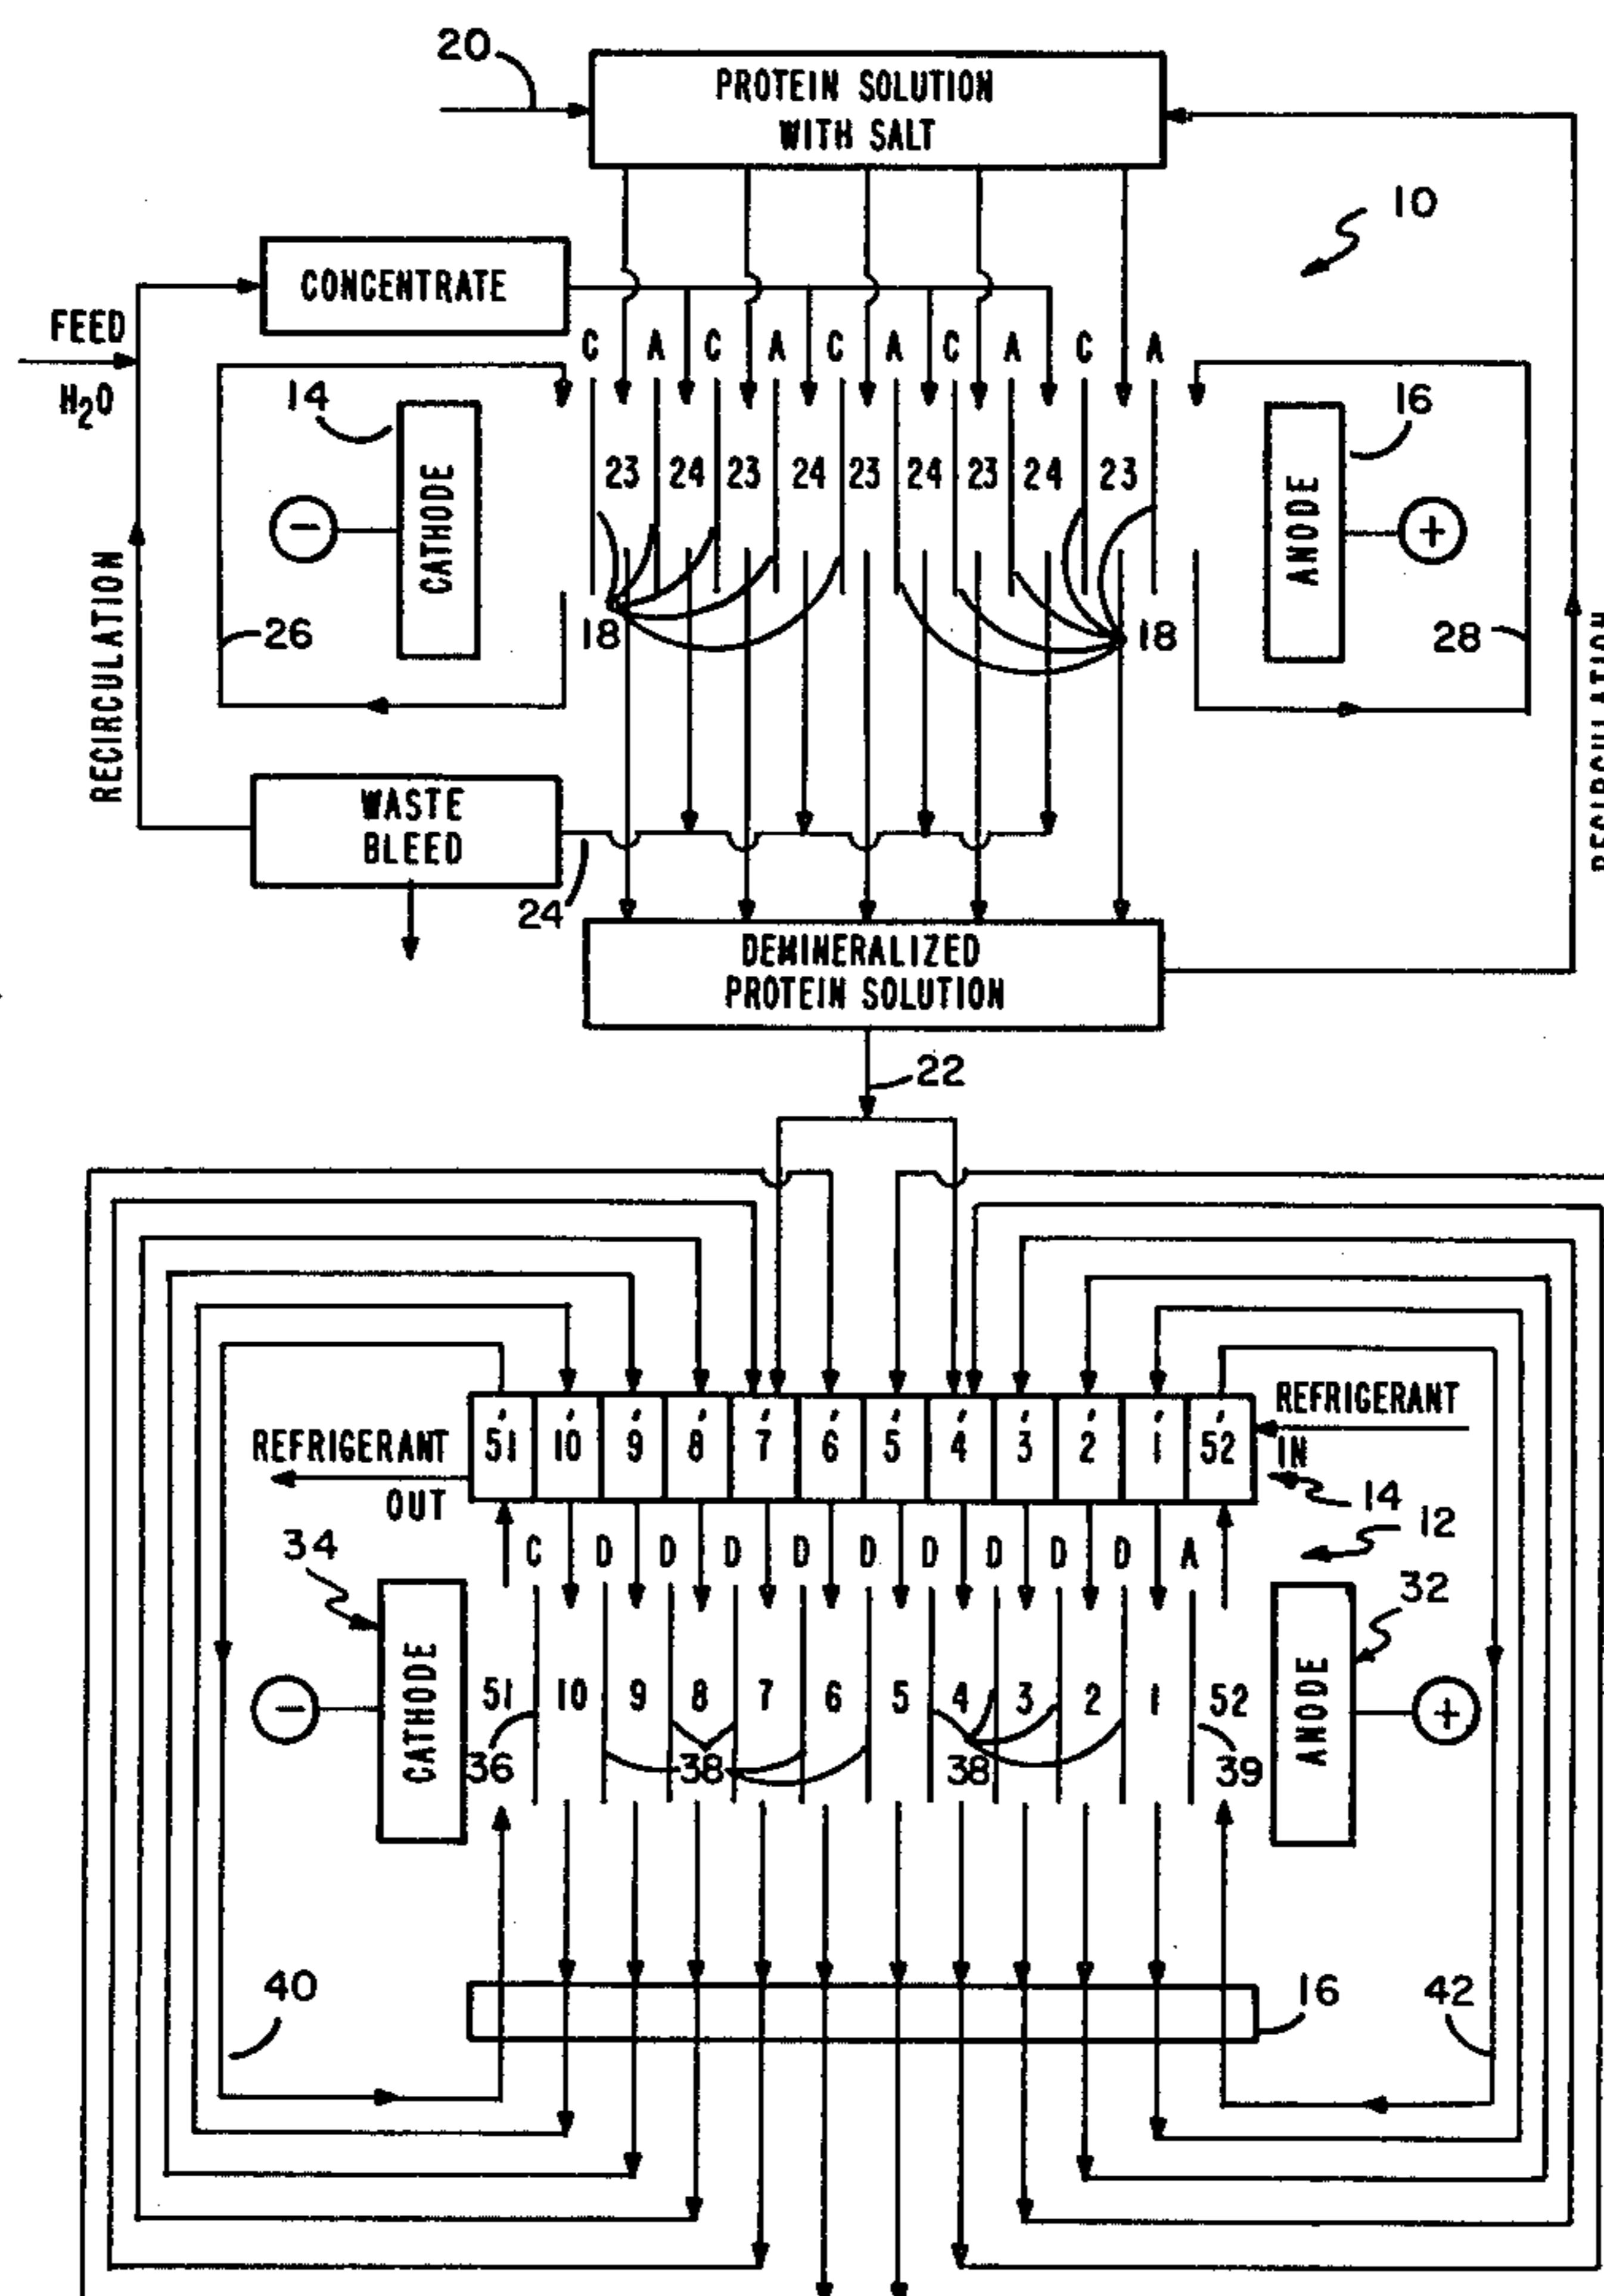 20
PROTEIN SOLUTION
WITH SALT
10
CONCENTRATE
FEED
H2O
C A C A C A C A C A
14
16
CATHODE
ANODE
23 24 23 24 23 24 23 24 23
−
+
RECIRCULATION
26
18
18
28
RECIRCULATION
WASTE
BLEED
24
DEMINERALIZED
PROTEIN SOLUTION
22
REFRIGERANT
IN
51' 10' 9' 8' 7' 6' 5' 4' 3' 2' 1' 52'
REFRIGERANT
OUT
14
12
C D D D D D D D D D A
34
32
CATHODE
ANODE
51 10 9 8 7 6 5 4 3 2 1 52
−
+
36
38
38
39
40
16
42